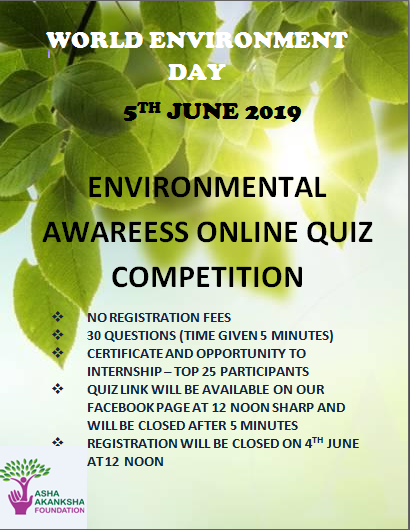 WORLD ENVIRONMENT
DAY
5TH JUNE 2019
ENVIRONMENTAL
AWAREESS ONLINE QUIZ
COMPETITION
❖ NO REGISTRATION FEES
❖ 30 QUESTIONS (TIME GIVEN 5 MINUTES)
❖ CERTIFICATE AND OPPORTUNITY TO
INTERNSHIP – TOP 25 PARTICIPANTS
❖ QUIZ LINK WILL BE AVAILABLE ON OUR
FACEBOOK PAGE AT 12 NOON SHARP AND
WILL BE CLOSED AFTER 5 MINUTES
❖ REGISTRATION WILL BE CLOSED ON 4TH JUNE
AT 12 NOON
ASHA
AKANKSHA
FOUNDATION